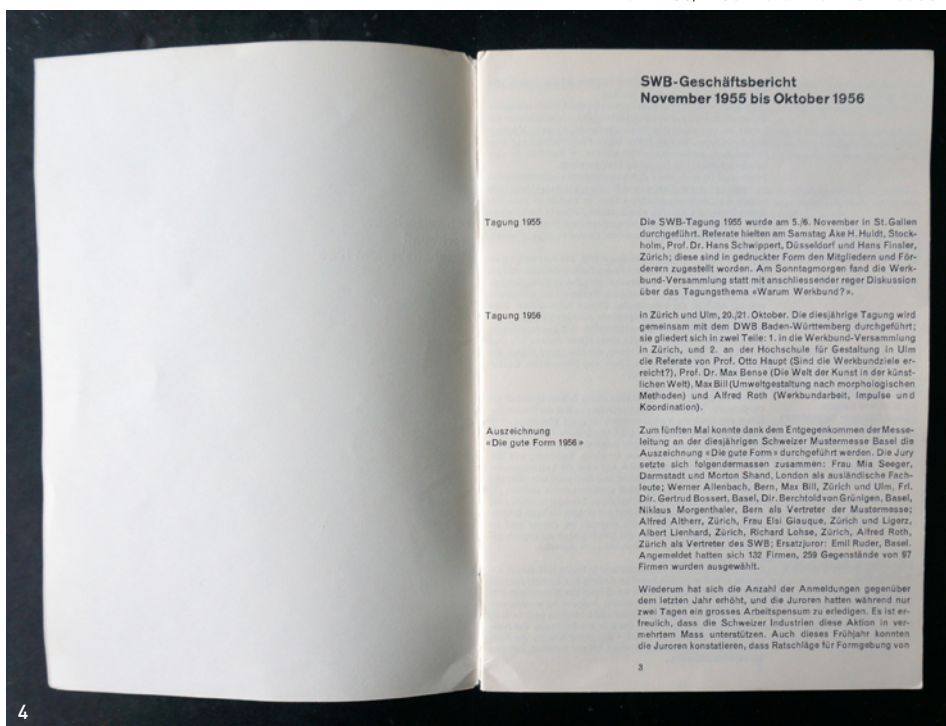 SWB-Geschäftsbericht
November 1955 bis Oktober 1956
Tagung 1955
Die SWB-Tagung 1955 wurde am 5./6. November in St. Gallen
durchgeführt. Referate hielten am Samstag Åke H. Huldt, Stock-
holm, Prof. Dr. Hans Schwippert, Düsseldorf und Hans Finsler,
Zürich; diese sind in gedruckter Form den Mitgliedern und För-
derern zugestellt worden. Am Sonntagmorgen fand die Werk-
bund-Versammlung statt mit anschliessender reger Diskussion
über das Tagungsthema «Warum Werkbund?».
Tagung 1956
in Zürich und Ulm, 20./21. Oktober. Die diesjährige Tagung wird
gemeinsam mit dem DWB Baden-Württemberg durchgeführt;
sie gliedert sich in zwei Teile: 1. in die Werkbund-Versammlung
in Zürich, und 2. an der Hochschule für Gestaltung in Ulm
die Referate von Prof. Otto Haupt (Sind die Werkbundziele er-
reicht?), Prof. Dr. Max Bense (Die Welt der Kunst in der künst-
lichen Welt), Max Bill (Umweltgestaltung nach morphologischen
Methoden) und Alfred Roth (Werkbundarbeit, Impulse und
Koordination).
Auszeichnung
«Die gute Form 1956»
Zum fünften Mal konnte dank dem Entgegenkommen der Messe-
leitung an der diesjährigen Schweizer Mustermesse Basel die
Auszeichnung «Die gute Form» durchgeführt werden. Die Jury
setzte sich folgendermassen zusammen: Frau Mia Seeger,
Darmstadt und Morton Shand, London als ausländische Fach-
leute; Werner Allenbach, Bern, Max Bill, Zürich und Ulm, Frl.
Dir. Gertrud Bossert, Basel, Dir. Berchtold von Grünigen, Basel,
Niklaus Morgenthaler, Bern als Vertreter der Mustermesse;
Alfred Altherr, Zürich, Frau Elsi Giauque, Zürich und Ligerz,
Albert Lienhard, Zürich, Richard Lohse, Zürich, Alfred Roth,
Zürich als Vertreter des SWB; Ersatzjuror: Emil Ruder, Basel.
Angemeldet hatten sich 132 Firmen, 259 Gegenstände von 97
Firmen wurden ausgewählt.
Wiederum hat sich die Anzahl der Anmeldungen gegenüber
dem letzten Jahr erhöht, und die Juroren hatten während nur
zwei Tagen ein grosses Arbeitspensum zu erledigen. Es ist er-
freulich, dass die Schweizer Industrien diese Aktion in ver-
mehrtem Mass unterstützen. Auch dieses Frühjahr konnten
die Juroren konstatieren, dass Ratschläge für Formgebung von
3
4